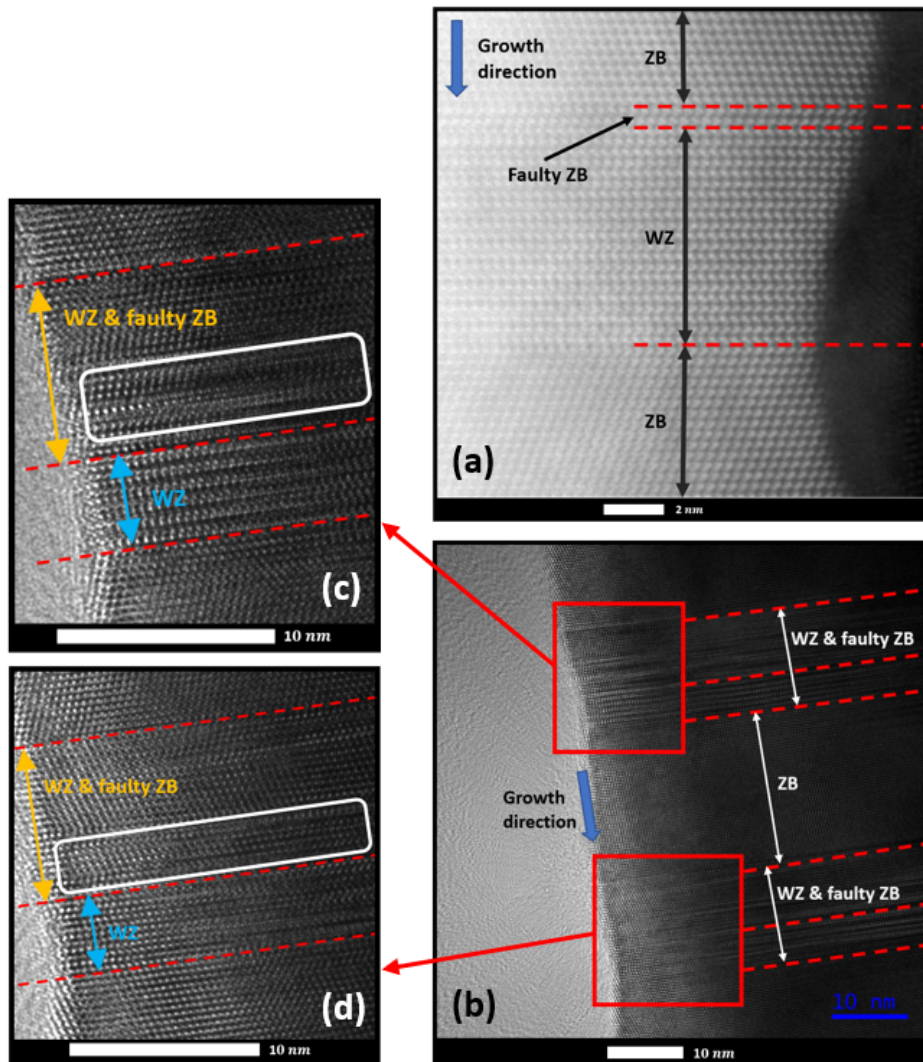 Growth
direction
ZB
Faulty ZB
WZ
ZB
(a)
2 nm
WZ & faulty ZB
WZ
(c)
10 nm
WZ & faulty ZB
ZB
Growth
direction
WZ & faulty ZB
(b)
10 nm
10 nm
WZ & faulty ZB
WZ
(d)
10 nm